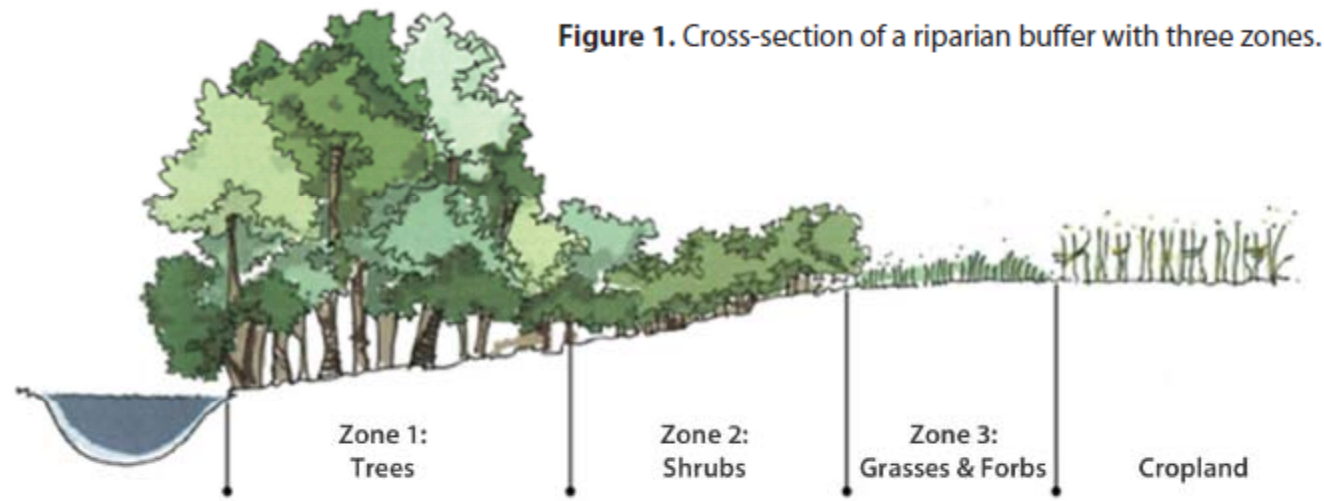 Figure 1. Cross-section of a riparian buffer with three zones.
Zone 1:
Trees
Zone 2:
Shrubs
Zone 3:
Grasses & Forbs
Cropland